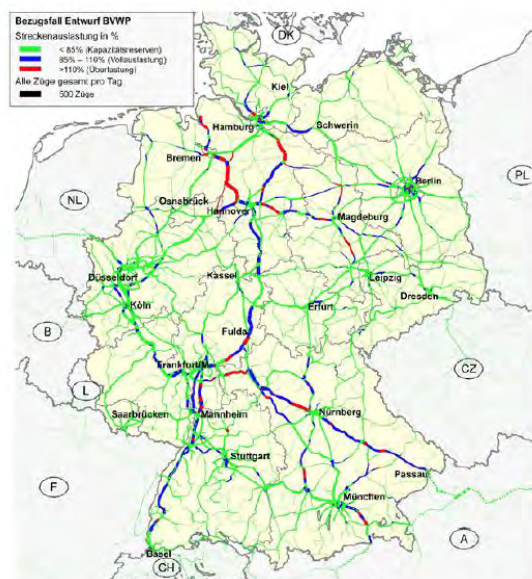 Bezugsfall Entwurf BVWP
Streckenauslastung in %
< 85% (Kapazitätsreserven)
85% – 110% (Vollauslastung)
>110% (Überlastung)
Alle Züge gesamt pro Tag
500 Züge
DK
Kiel
Hamburg
Schwerin
Bremen
Berlin
PL
NL
Osnabrück
Hannover
Magdeburg
Düsseldorf
Kassel
Leipzig
Köln
Erfurt
Dresden
B
Fulda
CZ
Frankfurt/M
L
Saarbrücken
Mannheim
Nürnberg
Stuttgart
Passau
F
München
A
Basel
CH